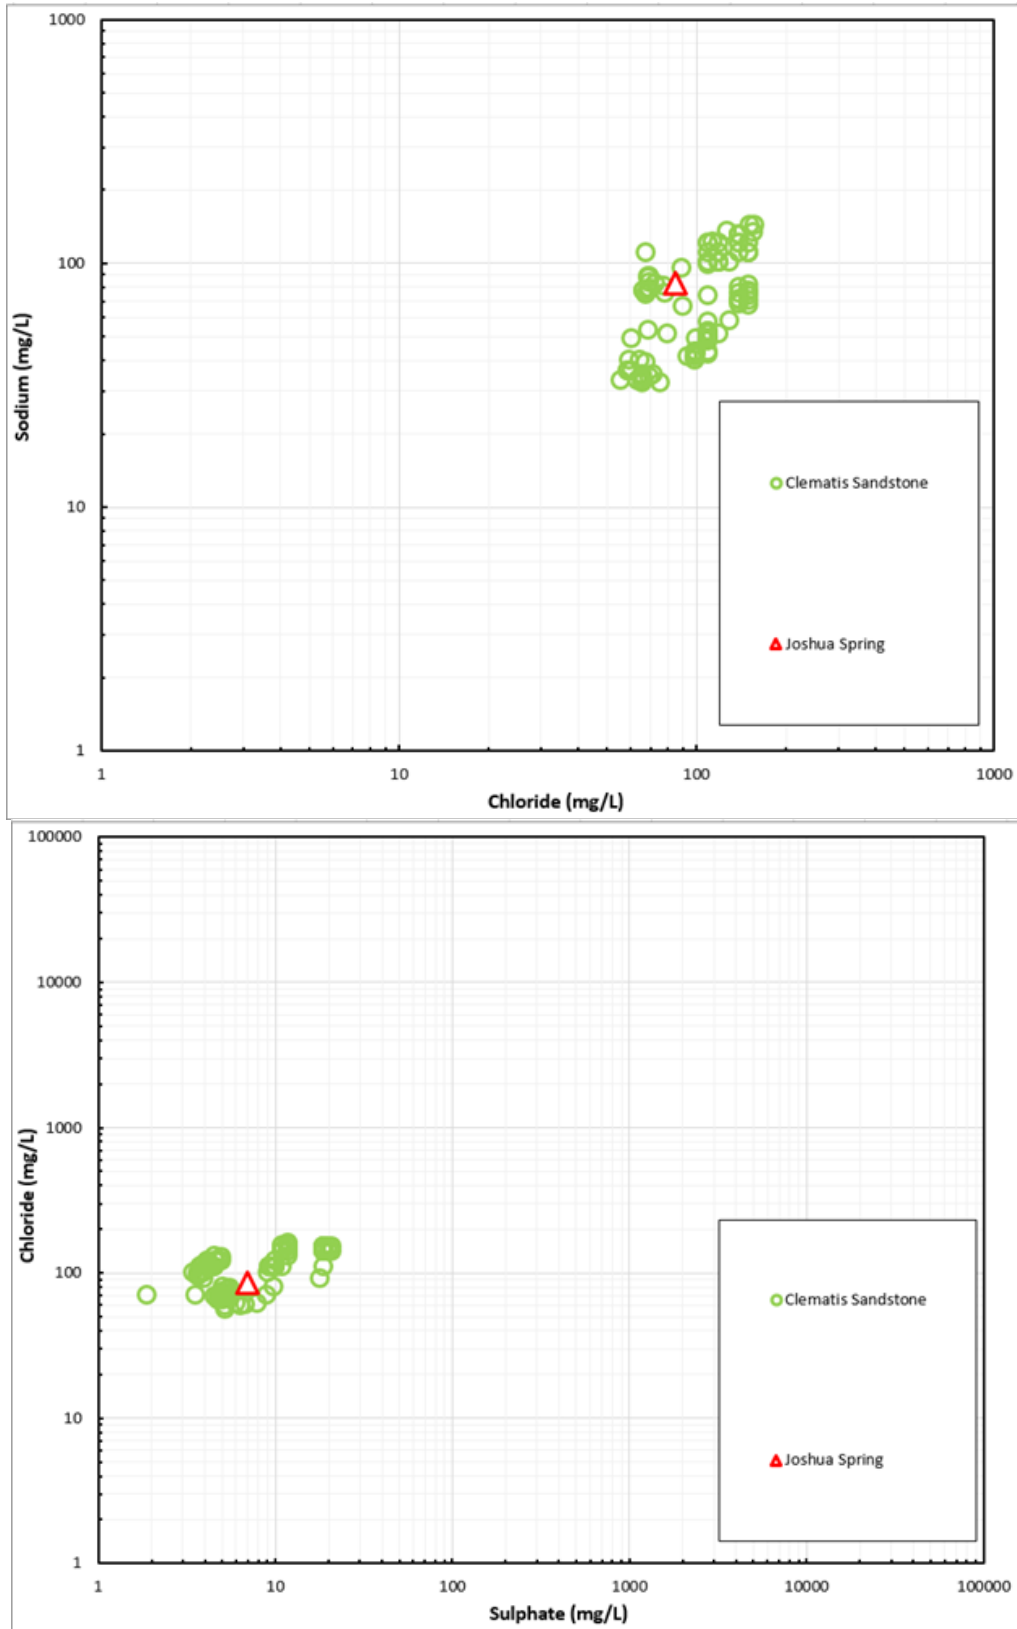 1000
100
Sodium (mg/L)
Clematis Sandstone
10
Joshua Spring
1
1 10 100 1000
Chloride (mg/L)
100000
10000
1000
Chloride (mg/L)
100
Clematis Sandstone
10
Joshua Spring
1
1 10 100 1000 10000 100000
Sulphate (mg/L)